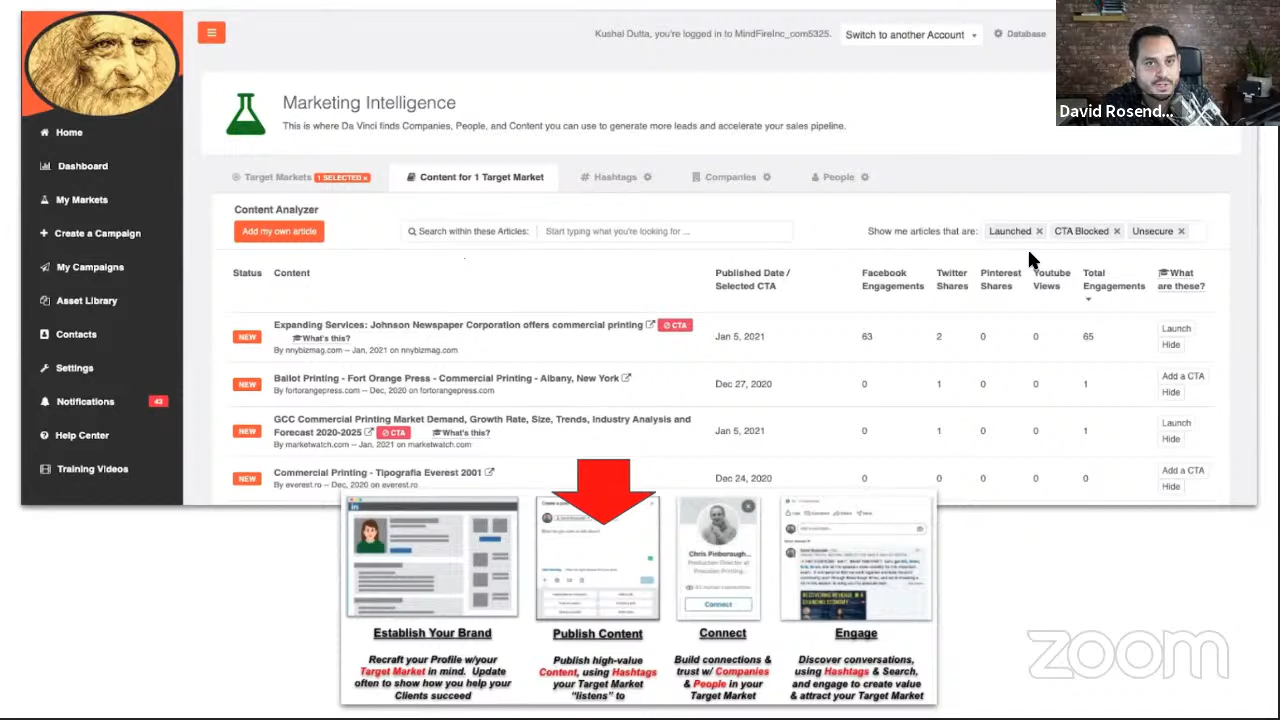 Kushal Dutta, you're logged in to MindFireInc_com5325.
Switch to another Account
Database
David Rosend...
Home
Dashboard
My Markets
Create a Campaign
My Campaigns
Asset Library
Contacts
Settings
Notifications
43
Help Center
Training Videos
Marketing Intelligence
This is where Da Vinci finds Companies, People, and Content you can use to generate more leads and accelerate your sales pipeline.
Target Markets 1 SELECTED ×
Content for 1 Target Market
Hashtags
Companies
People
Content Analyzer
Add my own article
Search within these Articles:
Start typing what you're looking for ...
Show me articles that are:
Launched ×
CTA Blocked ×
Unsecure ×
Status
Content
Published Date /
Selected CTA
Facebook
Engagements
Twitter
Shares
Pinterest
Shares
Youtube
Views
Total
Engagements
What
are these?
NEW
Expanding Services: Johnson Newspaper Corporation offers commercial printing CTA
What's this?
By nnybizmag.com -- Jan, 2021 on nnybizmag.com
Jan 5, 2021
63
2
0
0
65
Launch
Hide
NEW
Ballot Printing - Fort Orange Press - Commercial Printing - Albany, New York
By fortorangepress.com -- Dec, 2020 on fortorangepress.com
Dec 27, 2020
0
1
0
0
1
Add a CTA
Hide
NEW
GCC Commercial Printing Market Demand, Growth Rate, Size, Trends, Industry Analysis and
Forecast 2020-2025 CTA What's this?
By marketwatch.com -- Jan, 2021 on marketwatch.com
Jan 5, 2021
0
1
0
0
1
Launch
Hide
NEW
Commercial Printing - Tipografia Everest 2001
By everest.ro -- Dec, 2020 on everest.ro
Dec 24, 2020
0
0
0
0
0
Add a CTA
Hide
in
Chris Pinborough...
Production Director at
Connect
RECOVERING REVENUE IN A
CHANGING ECONOMY
Establish Your Brand
Recraft your Profile w/your
Target Market in mind. Update
often to show how you help your
Clients succeed
Publish Content
Publish high-value
Content, using Hashtags
your Target Market
"listens" to
Connect
Build connections &
trust w/ Companies
& People in your
Target Market
Engage
Discover conversations,
using Hashtags & Search,
and engage to create value
& attract your Target Market
zoom